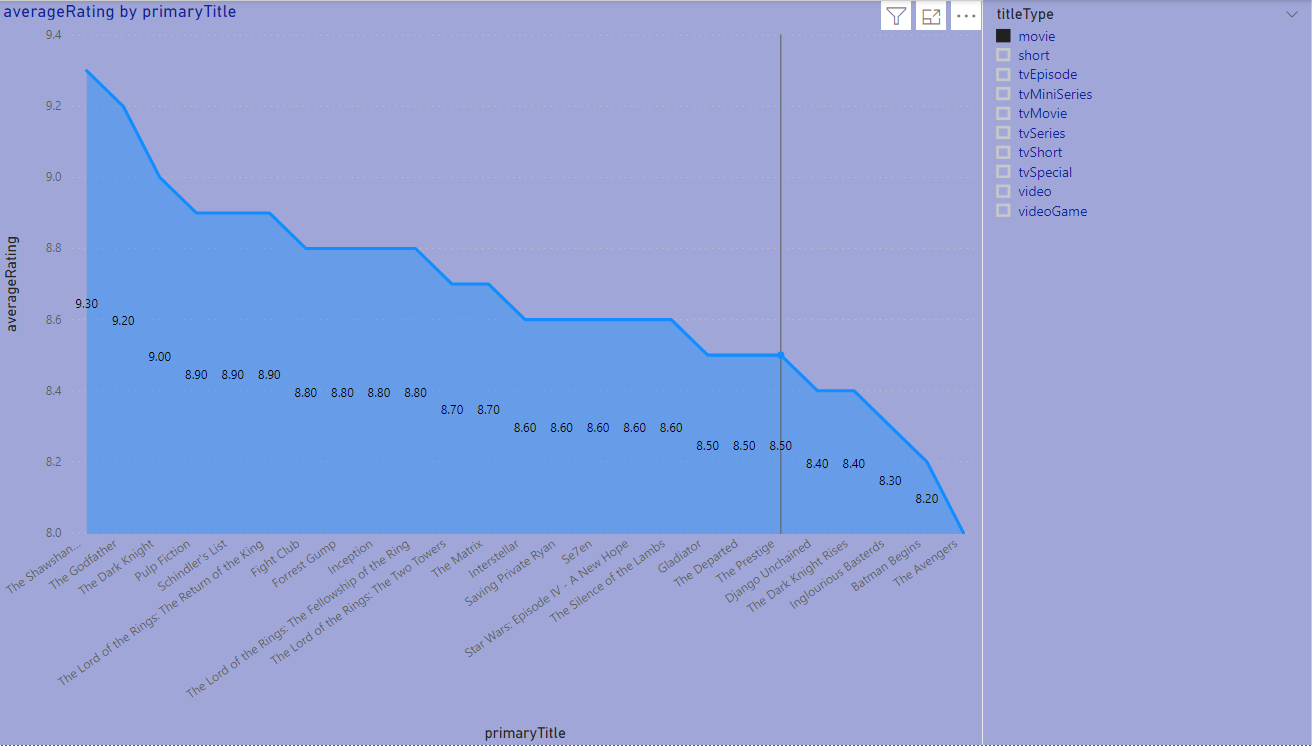 averageRating by primaryTitle
9.4
9.2
9.0
8.8
8.6
8.4
8.2
8.0
averageRating
9.30
9.20
9.00
8.90
8.90
8.90
8.80
8.80
8.80
8.80
8.70
8.70
8.60
8.60
8.60
8.60
8.60
8.50
8.50
8.50
8.40
8.40
8.30
8.20
The Shawshan...
The Godfather
The Dark Knight
Pulp Fiction
Schindler's List
The Lord of the Rings: The Return of the King
Fight Club
Forrest Gump
Inception
The Lord of the Rings: The Fellowship of the Ring
The Lord of the Rings: The Two Towers
The Matrix
Interstellar
Saving Private Ryan
Se7en
Star Wars: Episode IV - A New Hope
The Silence of the Lambs
Gladiator
The Departed
The Prestige
Django Unchained
The Dark Knight Rises
Inglourious Basterds
Batman Begins
The Avengers
primaryTitle
titleType
movie
short
tvEpisode
tvMiniSeries
tvMovie
tvSeries
tvShort
tvSpecial
video
videoGame